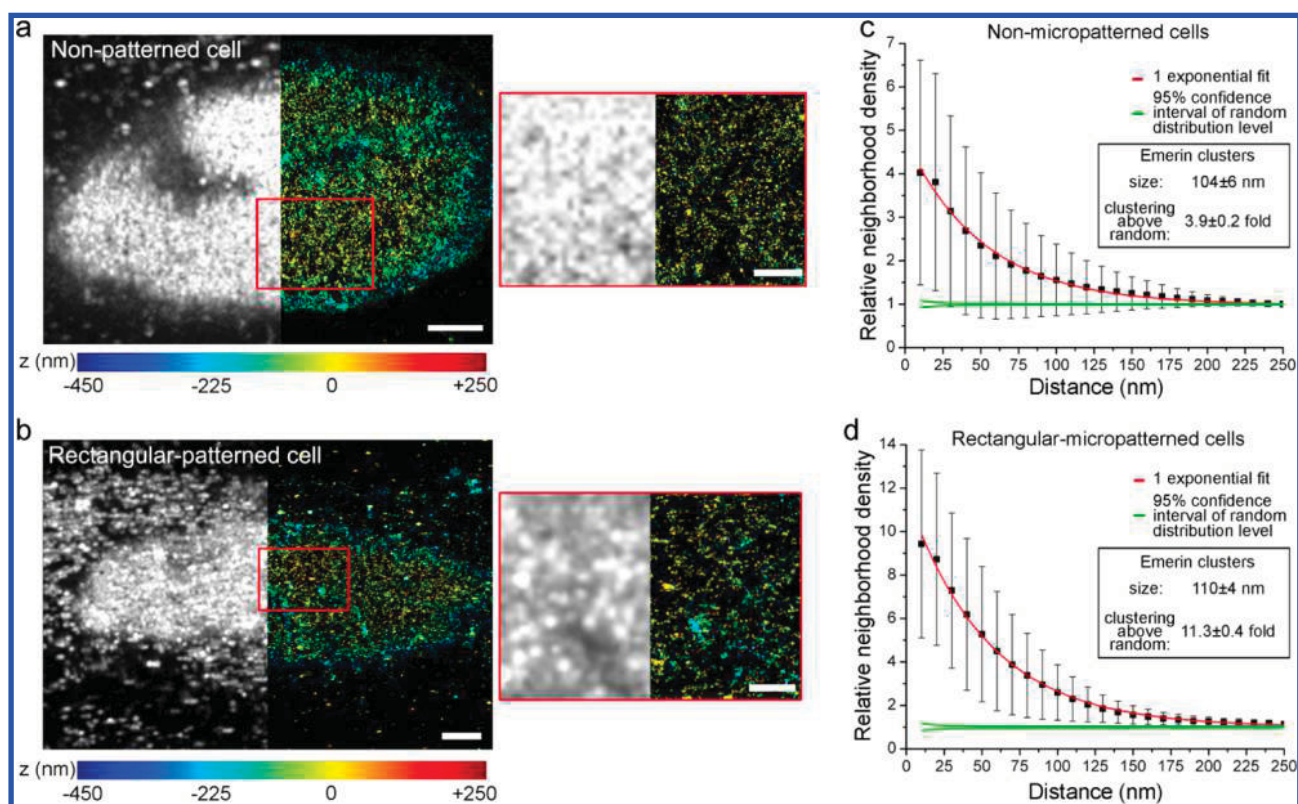 a
Non-patterned cell
z (nm)
-450
-225
0
+250
b
Rectangular-patterned cell
z (nm)
-450
-225
0
+250
c
Non-micropatterned cells
1 exponential fit
95% confidence
interval of random
distribution level
Emerin clusters
size: 104±6 nm
clustering
above 3.9±0.2 fold
random:
Relative neighborhood density
7
6
5
4
3
2
1
0
0 25 50 75 100 125 150 175 200 225 250
Distance (nm)
d
Rectangular-micropatterned cells
1 exponential fit
95% confidence
interval of random
distribution level
Emerin clusters
size: 110±4 nm
clustering
above 11.3±0.4 fold
random:
Relative neighborhood density
14
12
10
8
6
4
2
0
0 25 50 75 100 125 150 175 200 225 250
Distance (nm)